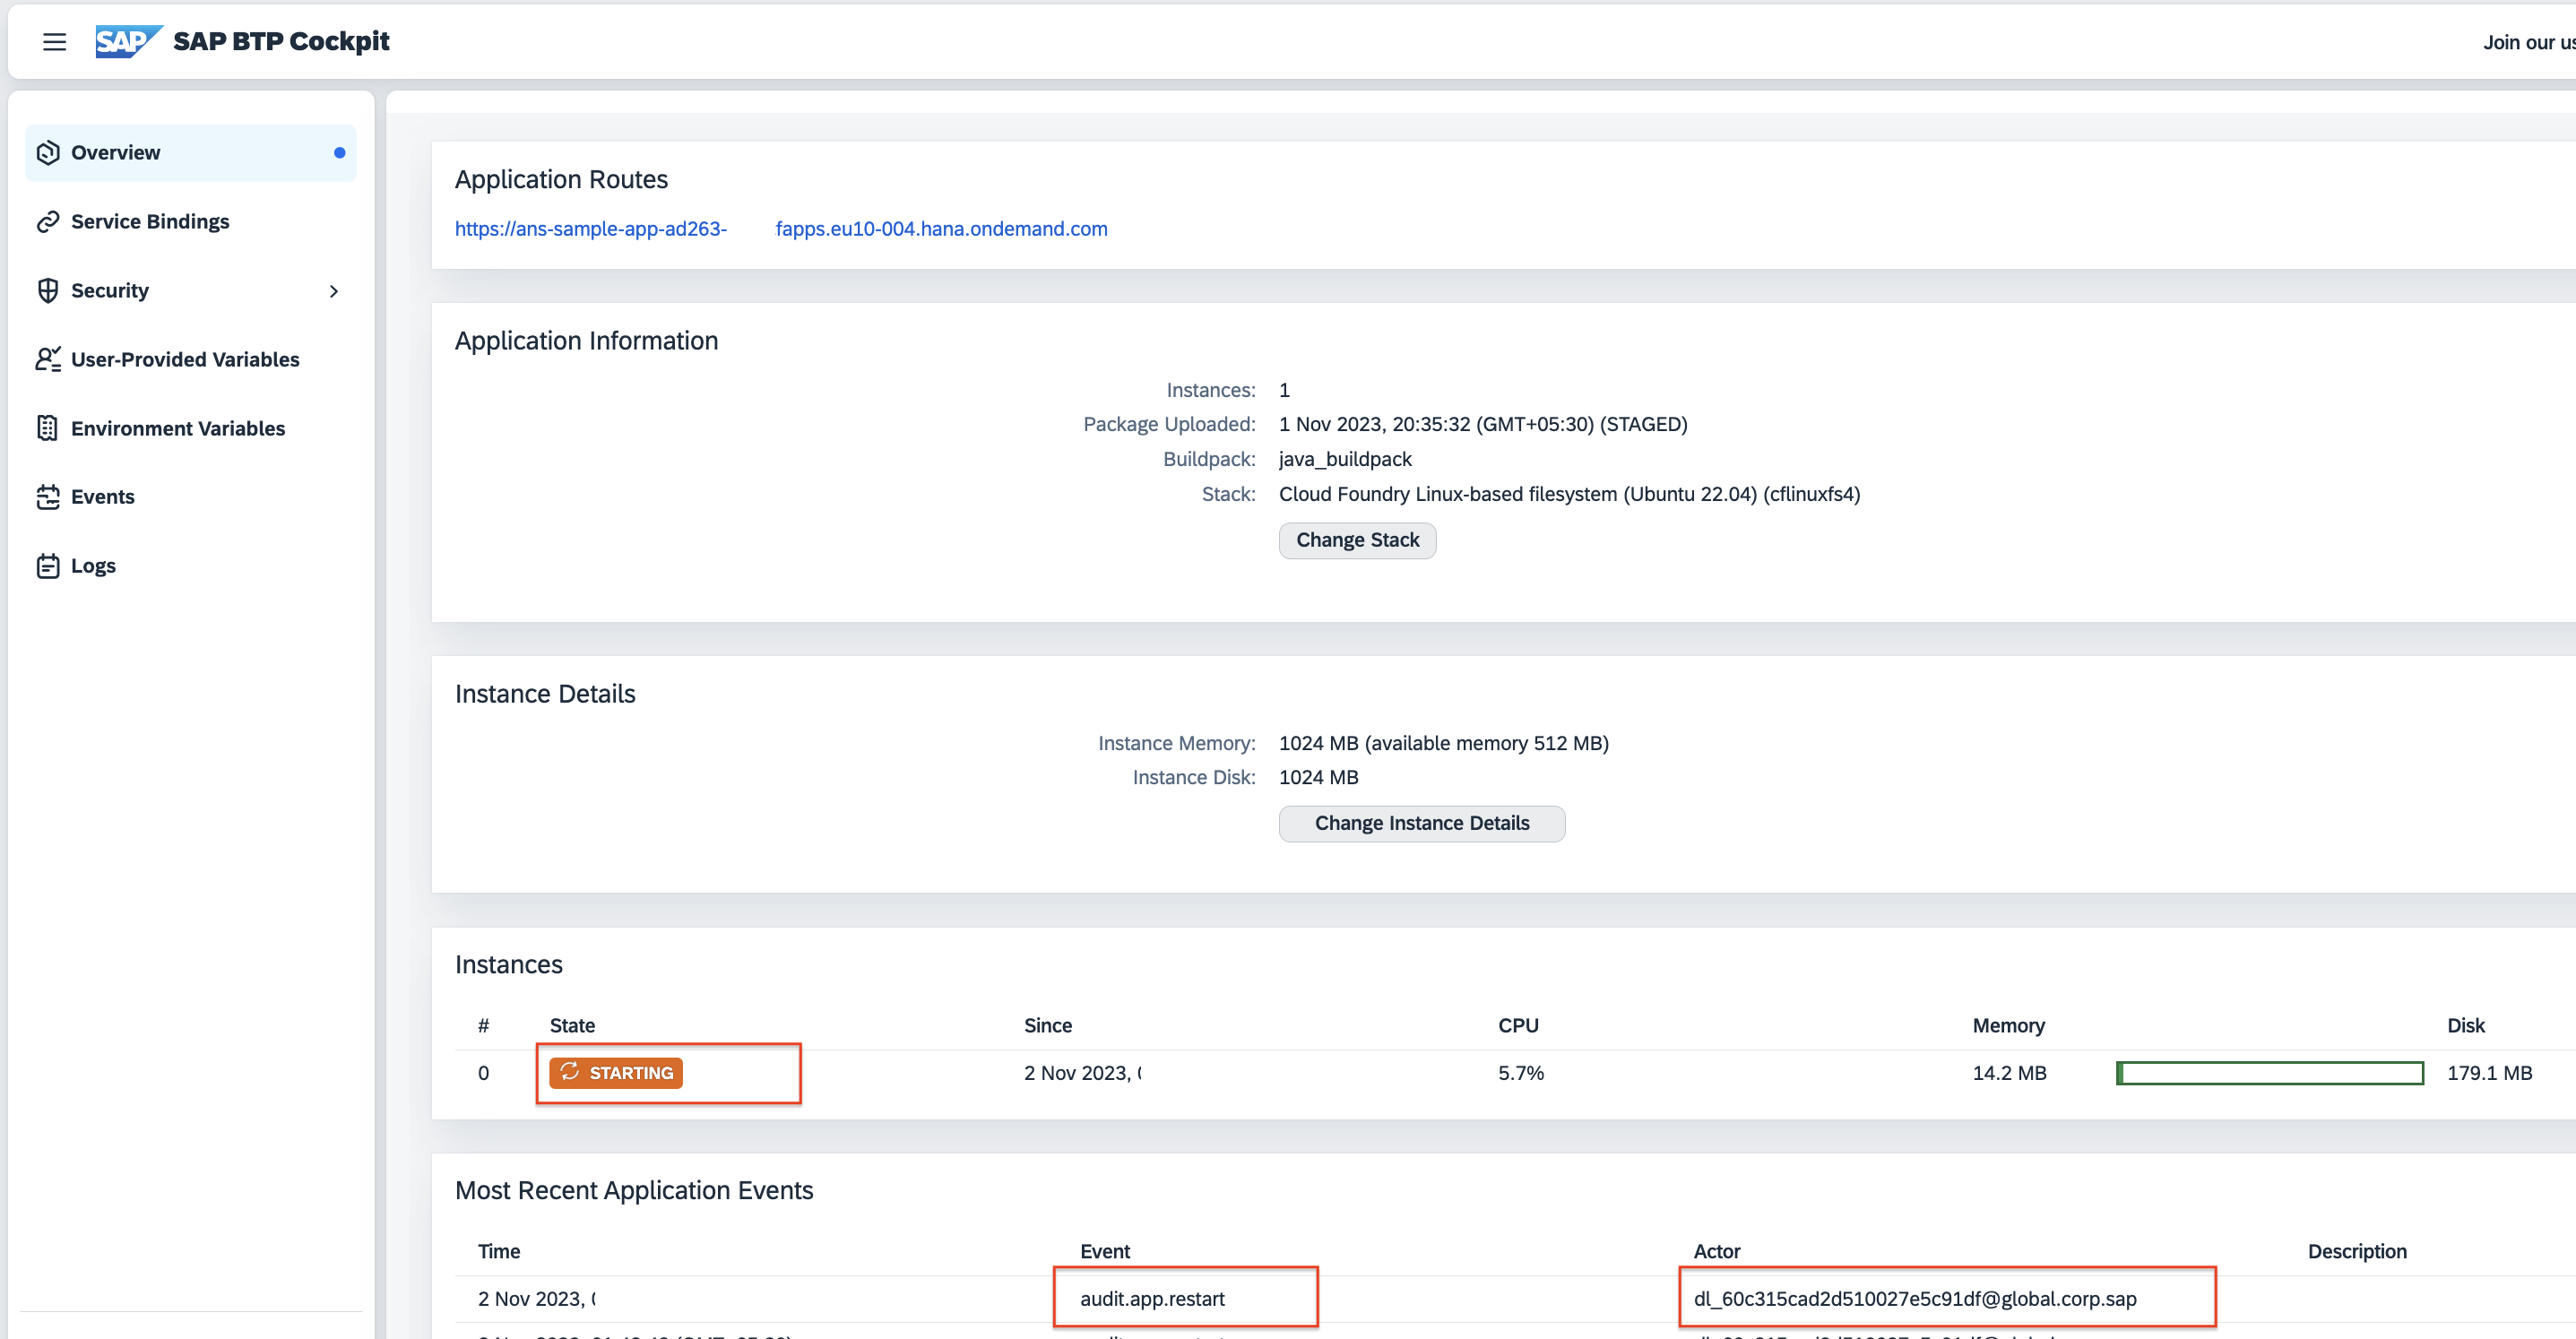 SAP SAP BTP Cockpit
Join our us
Overview
Service Bindings
Security
User-Provided Variables
Environment Variables
Events
Logs
Application Routes
https://ans-sample-app-ad263- fapps.eu10-004.hana.ondemand.com
Application Information
Instances: 1
Package Uploaded: 1 Nov 2023, 20:35:32 (GMT+05:30) (STAGED)
Buildpack: java_buildpack
Stack: Cloud Foundry Linux-based filesystem (Ubuntu 22.04) (cflinuxfs4)
Change Stack
Instance Details
Instance Memory: 1024 MB (available memory 512 MB)
Instance Disk: 1024 MB
Change Instance Details
Instances
# State Since CPU Memory Disk
0 STARTING 2 Nov 2023, 5.7% 14.2 MB 179.1 MB
Most Recent Application Events
Time Event Actor Description
2 Nov 2023, audit.app.restart dl_60c315cad2d510027e5c91df@global.corp.sap